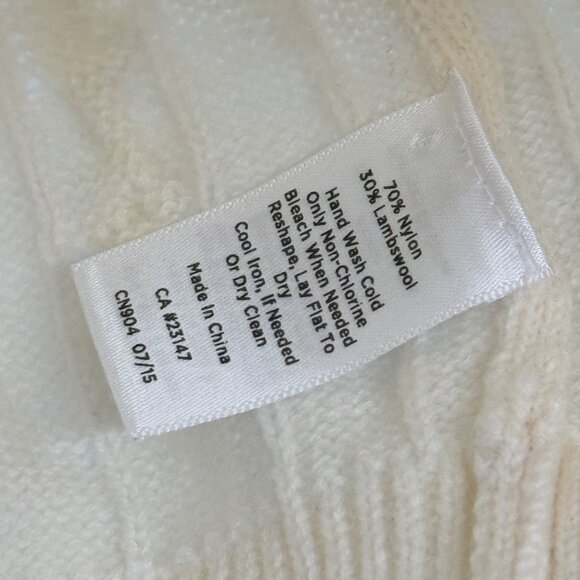 70% Nylon
30% Lambswool
Hand Wash Cold
Only Non-Chlorine
Bleach When Needed
Reshape, Lay Flat To
Dry
Cool Iron, If Needed
Or Dry Clean
Made In China
CA #23147
CN904 07/15